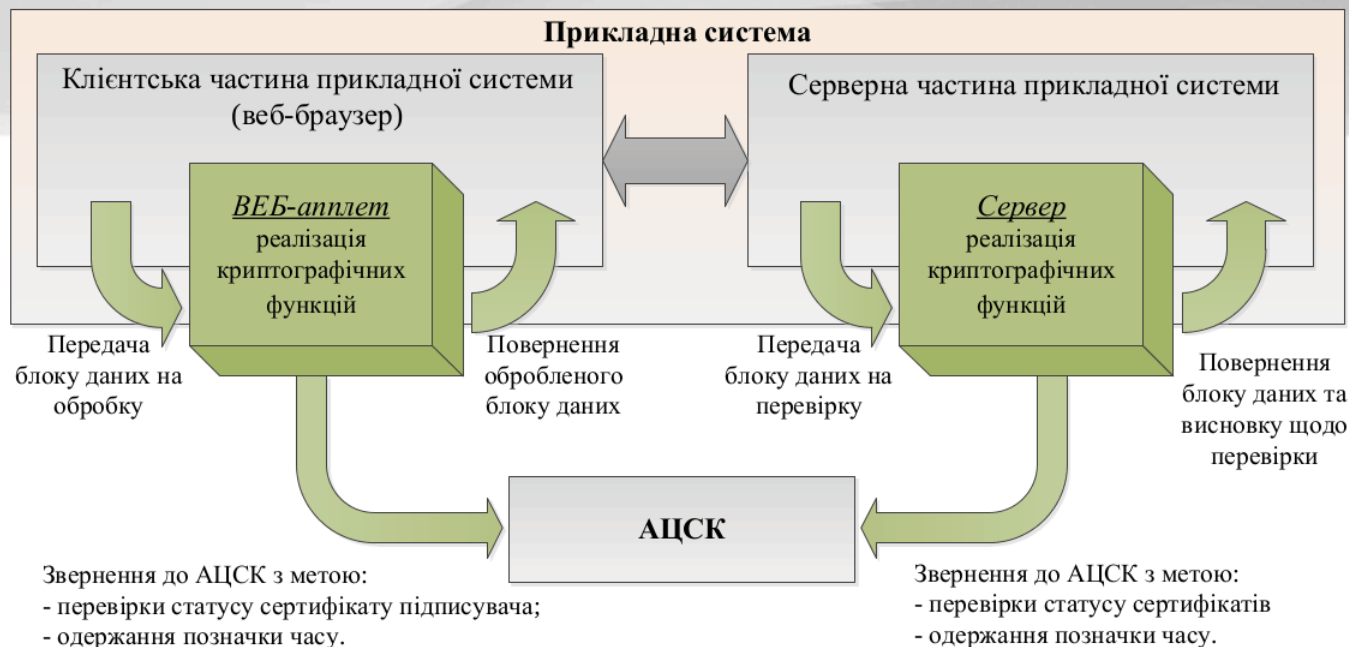 Прикладна система
Клієнтська частина прикладної системи
(веб-браузер)
Серверна частина прикладної системи
ВЕБ-апплет
реалізація
криптографічних
функцій
Сервер
реалізація
криптографічних
функцій
Передача
блоку даних на
обробку
Повернення
обробленого
блоку даних
Передача
блоку даних на
перевірку
Повернення
блоку даних та
висновку щодо
перевірки
АЦСК
Звернення до АЦСК з метою:
- перевірки статусу сертифікату підписувача;
- одержання позначки часу.
Звернення до АЦСК з метою:
- перевірки статусу сертифікатів
- одержання позначки часу.